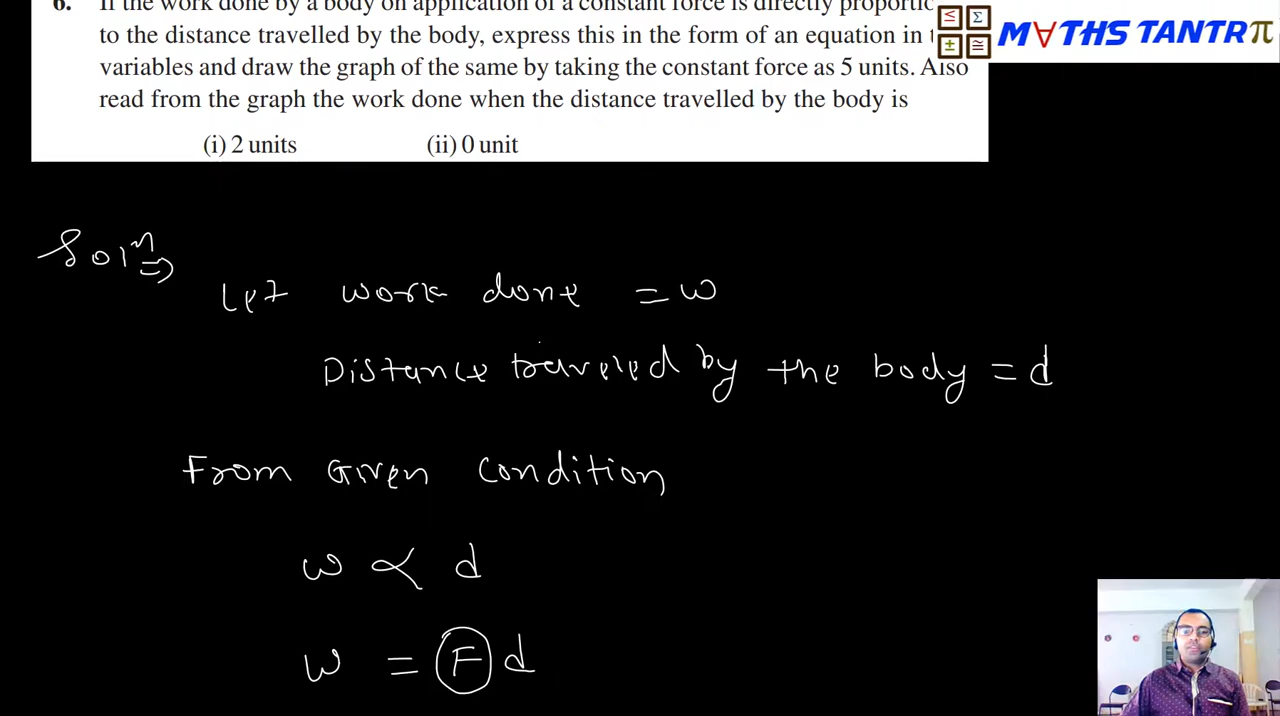 6. If the work done by a body on application of a constant force is directly
to the distance travelled by the body, express this in the form of an equation in
variables and draw the graph of the same by taking the constant force as 5 units. Also
read from the graph the work done when the distance travelled by the body is
(i) 2 units (ii) 0 unit
≤ Σ ± ≅ M∀THS TANTRπ
Solⁿ ⇒
Let work done = w
Distance traveled by the body = d
From Given condition
w ∝ d
w = F d